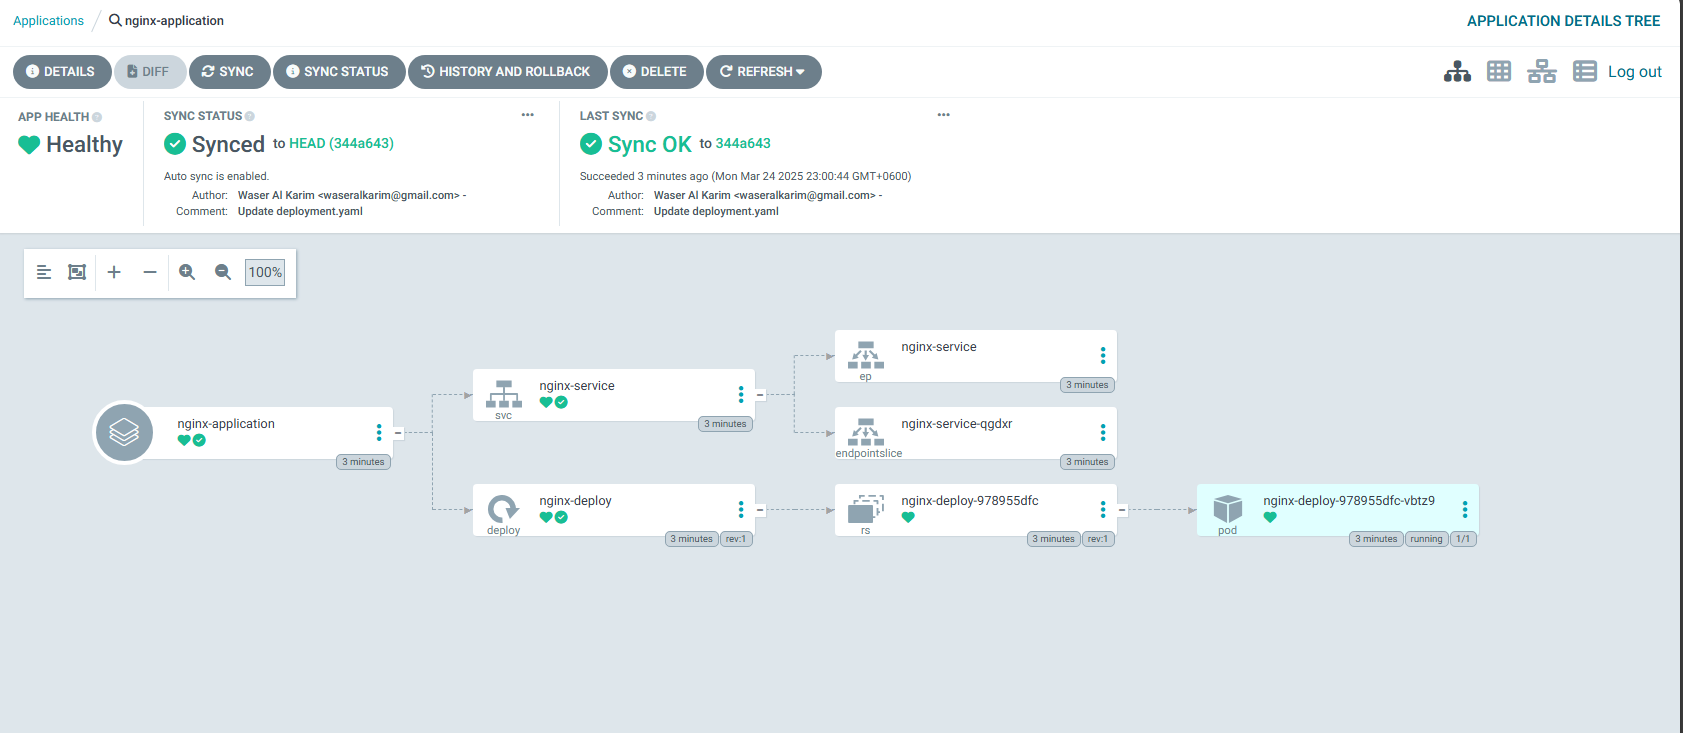 Applications / nginx-application
APPLICATION DETAILS TREE
DETAILS DIFF SYNC SYNC STATUS HISTORY AND ROLLBACK DELETE REFRESH
Log out
APP HEALTH
Healthy
SYNC STATUS
Synced to HEAD (344a643)
Auto sync is enabled.
Author: Waser Al Karim <waseralkarim@gmail.com> -
Comment: Update deployment.yaml
LAST SYNC
Sync OK to 344a643
Succeeded 3 minutes ago (Mon Mar 24 2025 23:00:44 GMT+0600)
Author: Waser Al Karim <waseralkarim@gmail.com> -
Comment: Update deployment.yaml
100%
nginx-application
3 minutes
nginx-service
svc
3 minutes
nginx-service
ep
3 minutes
nginx-service-qgdxr
endpointslice
3 minutes
nginx-deploy
deploy
3 minutes rev:1
nginx-deploy-978955dfc
rs
3 minutes rev:1
nginx-deploy-978955dfc-vbtz9
pod
3 minutes running 1/1